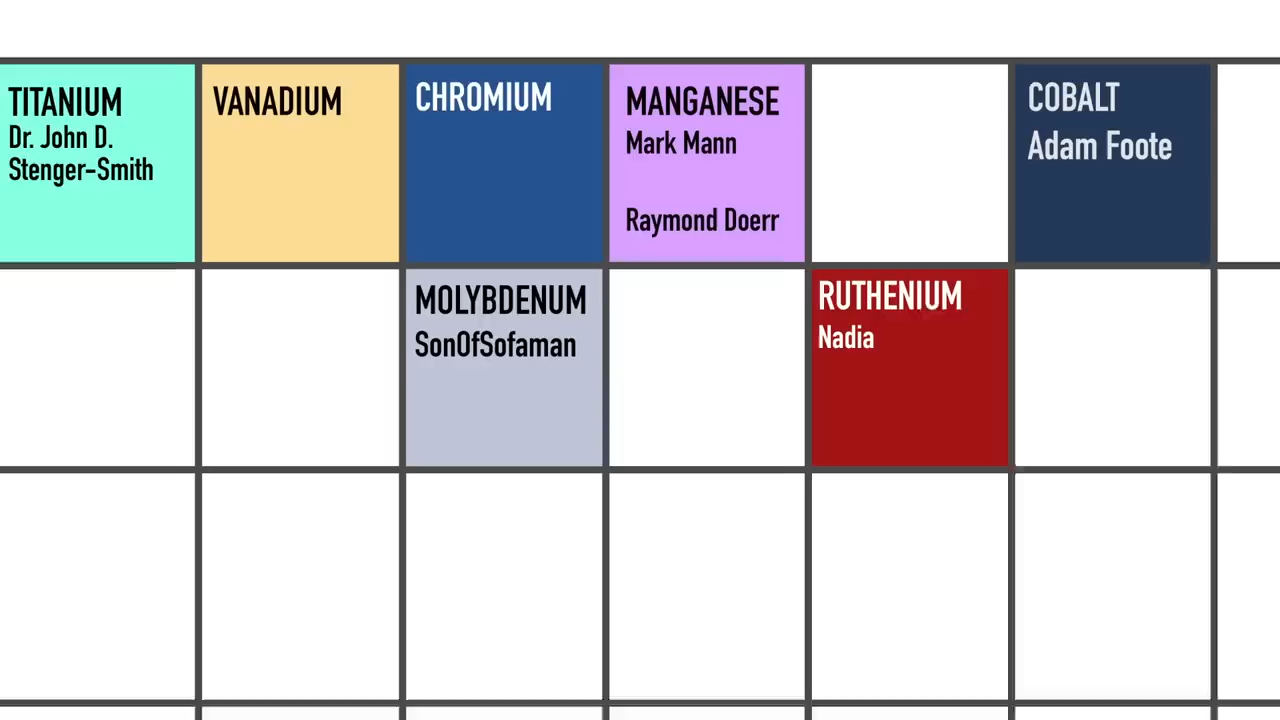 TITANIUM
Dr. John D.
Stenger-Smith
VANADIUM
CHROMIUM
MANGANESE
Mark Mann
Raymond Doerr
COBALT
Adam Foote
MOLYBDENUM
SonOfSofaman
RUTHENIUM
Nadia